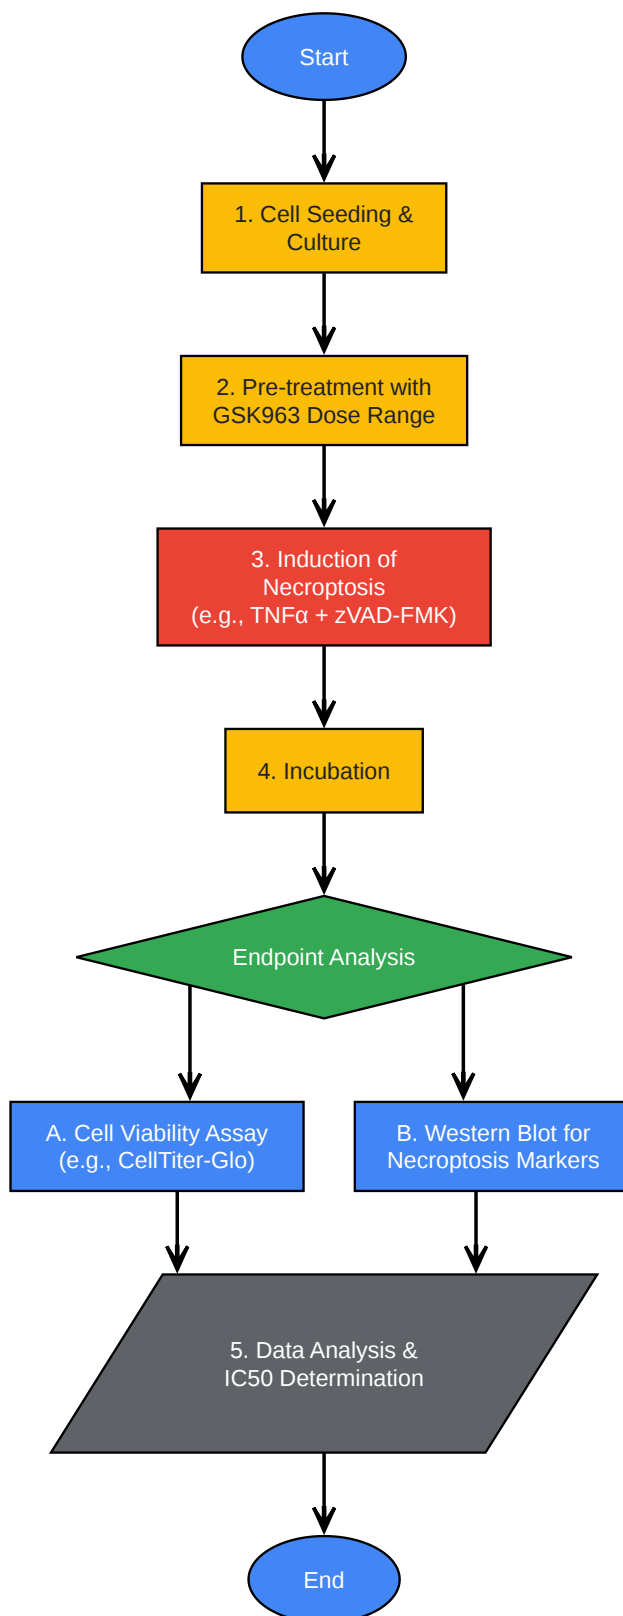 Start
1. Cell Seeding &
Culture
2. Pre-treatment with
GSK963 Dose Range
3. Induction of
Necroptosis
(e.g., TNFα + zVAD-FMK)
4. Incubation
Endpoint Analysis
A. Cell Viability Assay
(e.g., CellTiter-Glo)
B. Western Blot for
Necroptosis Markers
5. Data Analysis &
IC50 Determination
End